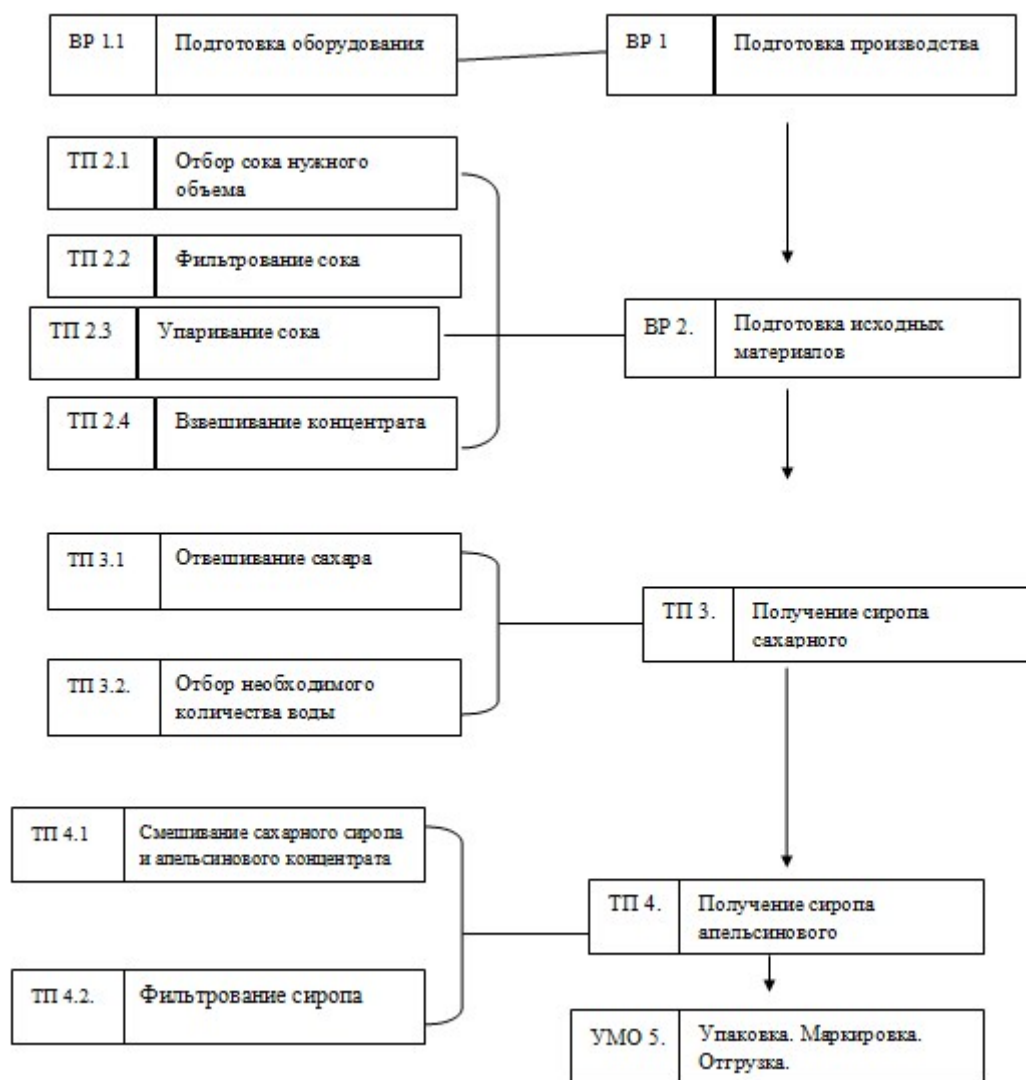 ВР 1.1 Подготовка оборудования
ВР 1 Подготовка производства
ТП 2.1 Отбор сока нужного
объема
ТП 2.2 Фильтрование сока
ТП 2.3 Упаривание сока
ВР 2. Подготовка исходных
материалов
ТП 2.4 Взвешивание концентрата
ТП 3.1 Отвешивание сахара
ТП 3. Получение сиропа
сахарного
ТП 3.2. Отбор необходимого
количества воды
ТП 4.1 Смешивание сахарного сиропа
и апельсинового концентрата
ТП 4. Получение сиропа
апельсинового
ТП 4.2. Фильтрование сиропа
УМО 5. Упаковка. Маркировка.
Отгрузка.